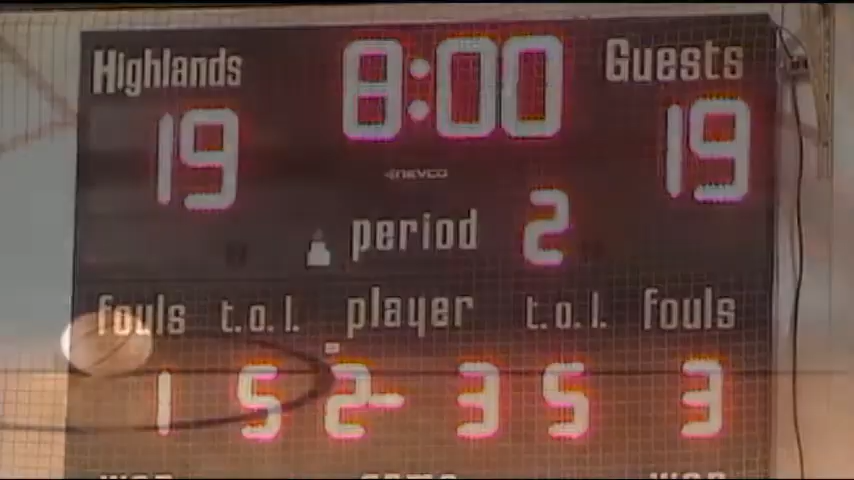 Highlands 8:00 Guests
19 19
NEVCO
period 2
fouls t.o.l. player t.o.l. fouls
1 5 2- 3 5 3